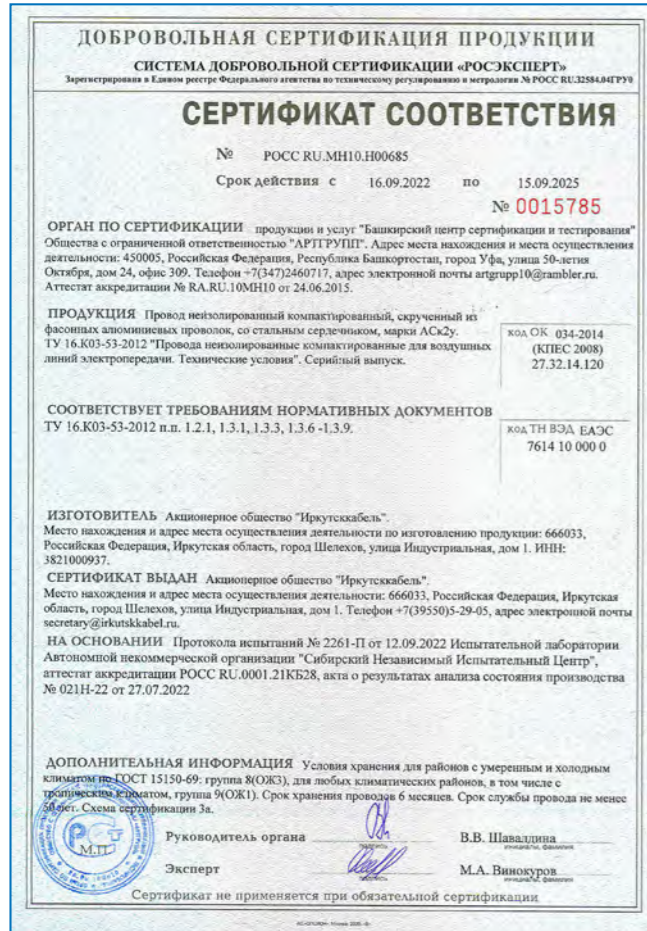 ДОБРОВОЛЬНАЯ СЕРТИФИКАЦИЯ ПРОДУКЦИИ
СИСТЕМА ДОБРОВОЛЬНОЙ СЕРТИФИКАЦИИ «РОСЭКСПЕРТ»
Зарегистрирована в Едином реестре Федерального агентства по техническому регулированию и метрологии № РОСС RU.32584.04ГРУ0
СЕРТИФИКАТ СООТВЕТСТВИЯ
№ РОСС RU.МН10.Н00685
Срок действия с 16.09.2022 по 15.09.2025
№ 0015785
ОРГАН ПО СЕРТИФИКАЦИИ продукции и услуг "Башкирский центр сертификации и тестирования"
Общества с ограниченной ответственностью "АРТГРУПП". Адрес места нахождения и места осуществления
деятельности: 450005, Российская Федерация, Республика Башкортостан, город Уфа, улица 50-летия
Октября, дом 24, офис 309. Телефон +7(347)2460717, адрес электронной почты artgrupp10@rambler.ru.
Аттестат аккредитации № RA.RU.10МН10 от 24.06.2015.
ПРОДУКЦИЯ Провод неизолированный компактированный, скрученный из
фасонных алюминиевых проволок, со стальным сердечником, марки АСк2у.
ТУ 16.К03-53-2012 "Провода неизолированные компактированные для воздушных
линий электропередачи. Технические условия". Серийный выпуск.
код ОК 034-2014
(КПЕС 2008)
27.32.14.120
СООТВЕТСТВУЕТ ТРЕБОВАНИЯМ НОРМАТИВНЫХ ДОКУМЕНТОВ
ТУ 16.К03-53-2012 п.п. 1.2.1, 1.3.1, 1.3.3, 1.3.6 -1.3.9.
код ТН ВЭД ЕАЭС
7614 10 000 0
ИЗГОТОВИТЕЛЬ Акционерное общество "Иркутсккабель".
Место нахождения и адрес места осуществления деятельности по изготовлению продукции: 666033,
Российская Федерация, Иркутская область, город Шелехов, улица Индустриальная, дом 1. ИНН:
3821000937.
СЕРТИФИКАТ ВЫДАН Акционерное общество "Иркутсккабель".
Место нахождения и адрес места осуществления деятельности: 666033, Российская Федерация, Иркутская
область, город Шелехов, улица Индустриальная, дом 1. Телефон +7(39550)5-29-05, адрес электронной почты
secretary@irkutskkabel.ru.
НА ОСНОВАНИИ Протокола испытаний № 2261-П от 12.09.2022 Испытательной лаборатории
Автономной некоммерческой организации "Сибирский Независимый Испытательный Центр",
аттестат аккредитации РОСС RU.0001.21КБ28, акта о результатах анализа состояния производства
№ 021Н-22 от 27.07.2022
ДОПОЛНИТЕЛЬНАЯ ИНФОРМАЦИЯ Условия хранения для районов с умеренным и холодным
климатом по ГОСТ 15150-69: группа 8(ОЖ3), для любых климатических районов, в том числе с
тропическим климатом, группа 9(ОЖ1). Срок хранения проводов 6 месяцев. Срок службы провода не менее
50 лет. Схема сертификации 3а.
Руководитель органа
подпись
В.В. Шавалдина
инициалы, фамилия
М.П.
Эксперт
подпись
М.А. Винокуров
инициалы, фамилия
Сертификат не применяется при обязательной сертификации